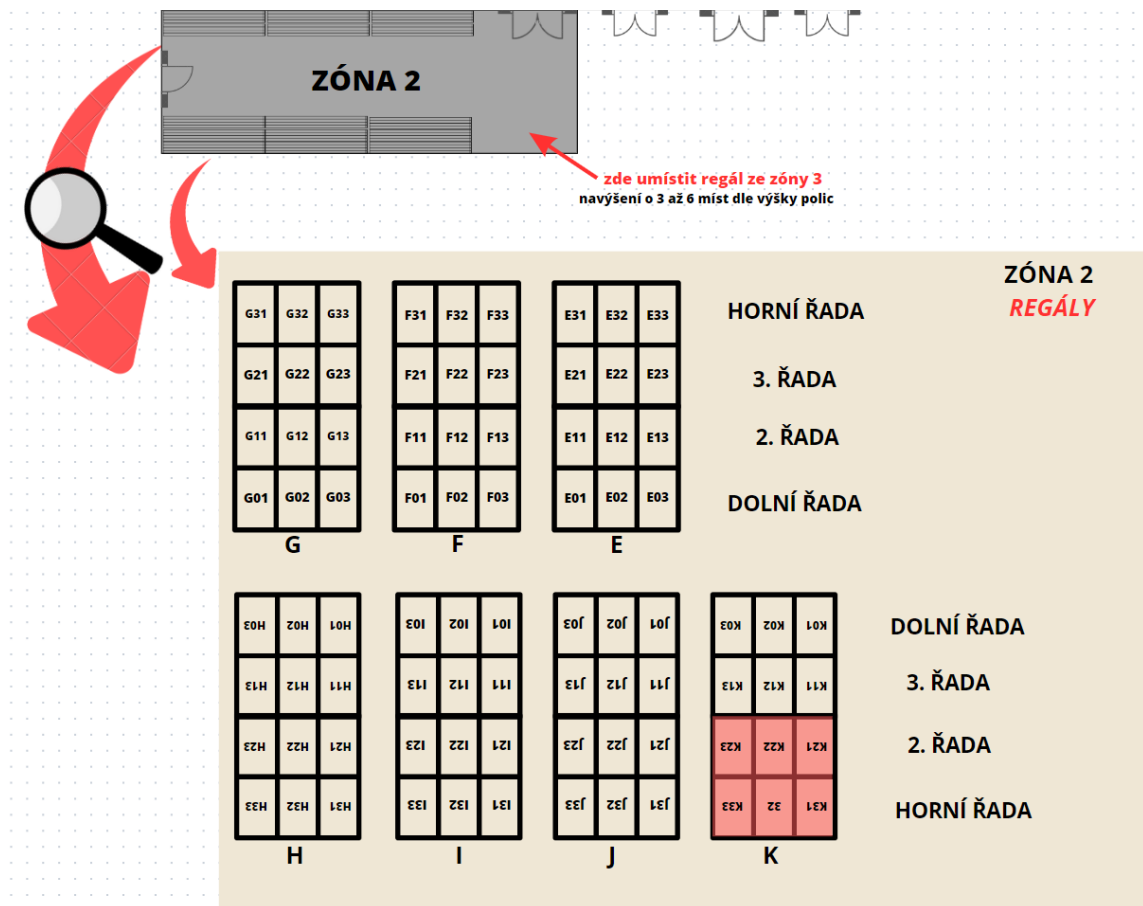 ZÓNA 2
zde umístit regál ze zóny 3
navýšení o 3 až 6 míst dle výšky polic
ZÓNA 2
REGÁLY
G31 G32 G33 F31 F32 F33 E31 E32 E33 HORNÍ ŘADA
G21 G22 G23 F21 F22 F23 E21 E22 E23 3. ŘADA
G11 G12 G13 F11 F12 F13 E11 E12 E13 2. ŘADA
G01 G02 G03 F01 F02 F03 E01 E02 E03 DOLNÍ ŘADA
G F E
H03 H02 H01 I03 I02 I01 J03 J02 J01 K03 K02 K01 DOLNÍ ŘADA
H13 H12 H11 I13 I12 I11 J13 J12 J11 K13 K12 K11 3. ŘADA
H23 H22 H21 I23 I22 I21 J23 J22 J21 K23 K22 K21 2. ŘADA
H33 H32 H31 I33 I32 I31 J33 J32 J31 K33 32 K31 HORNÍ ŘADA
H I J K